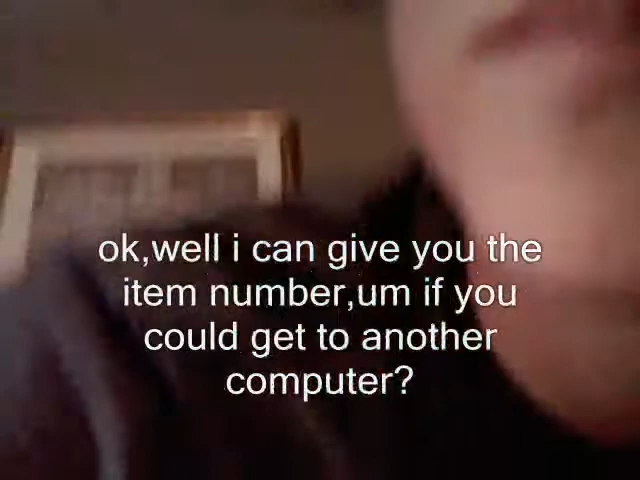 ok,well i can give you the
item number,um if you
could get to another
computer?